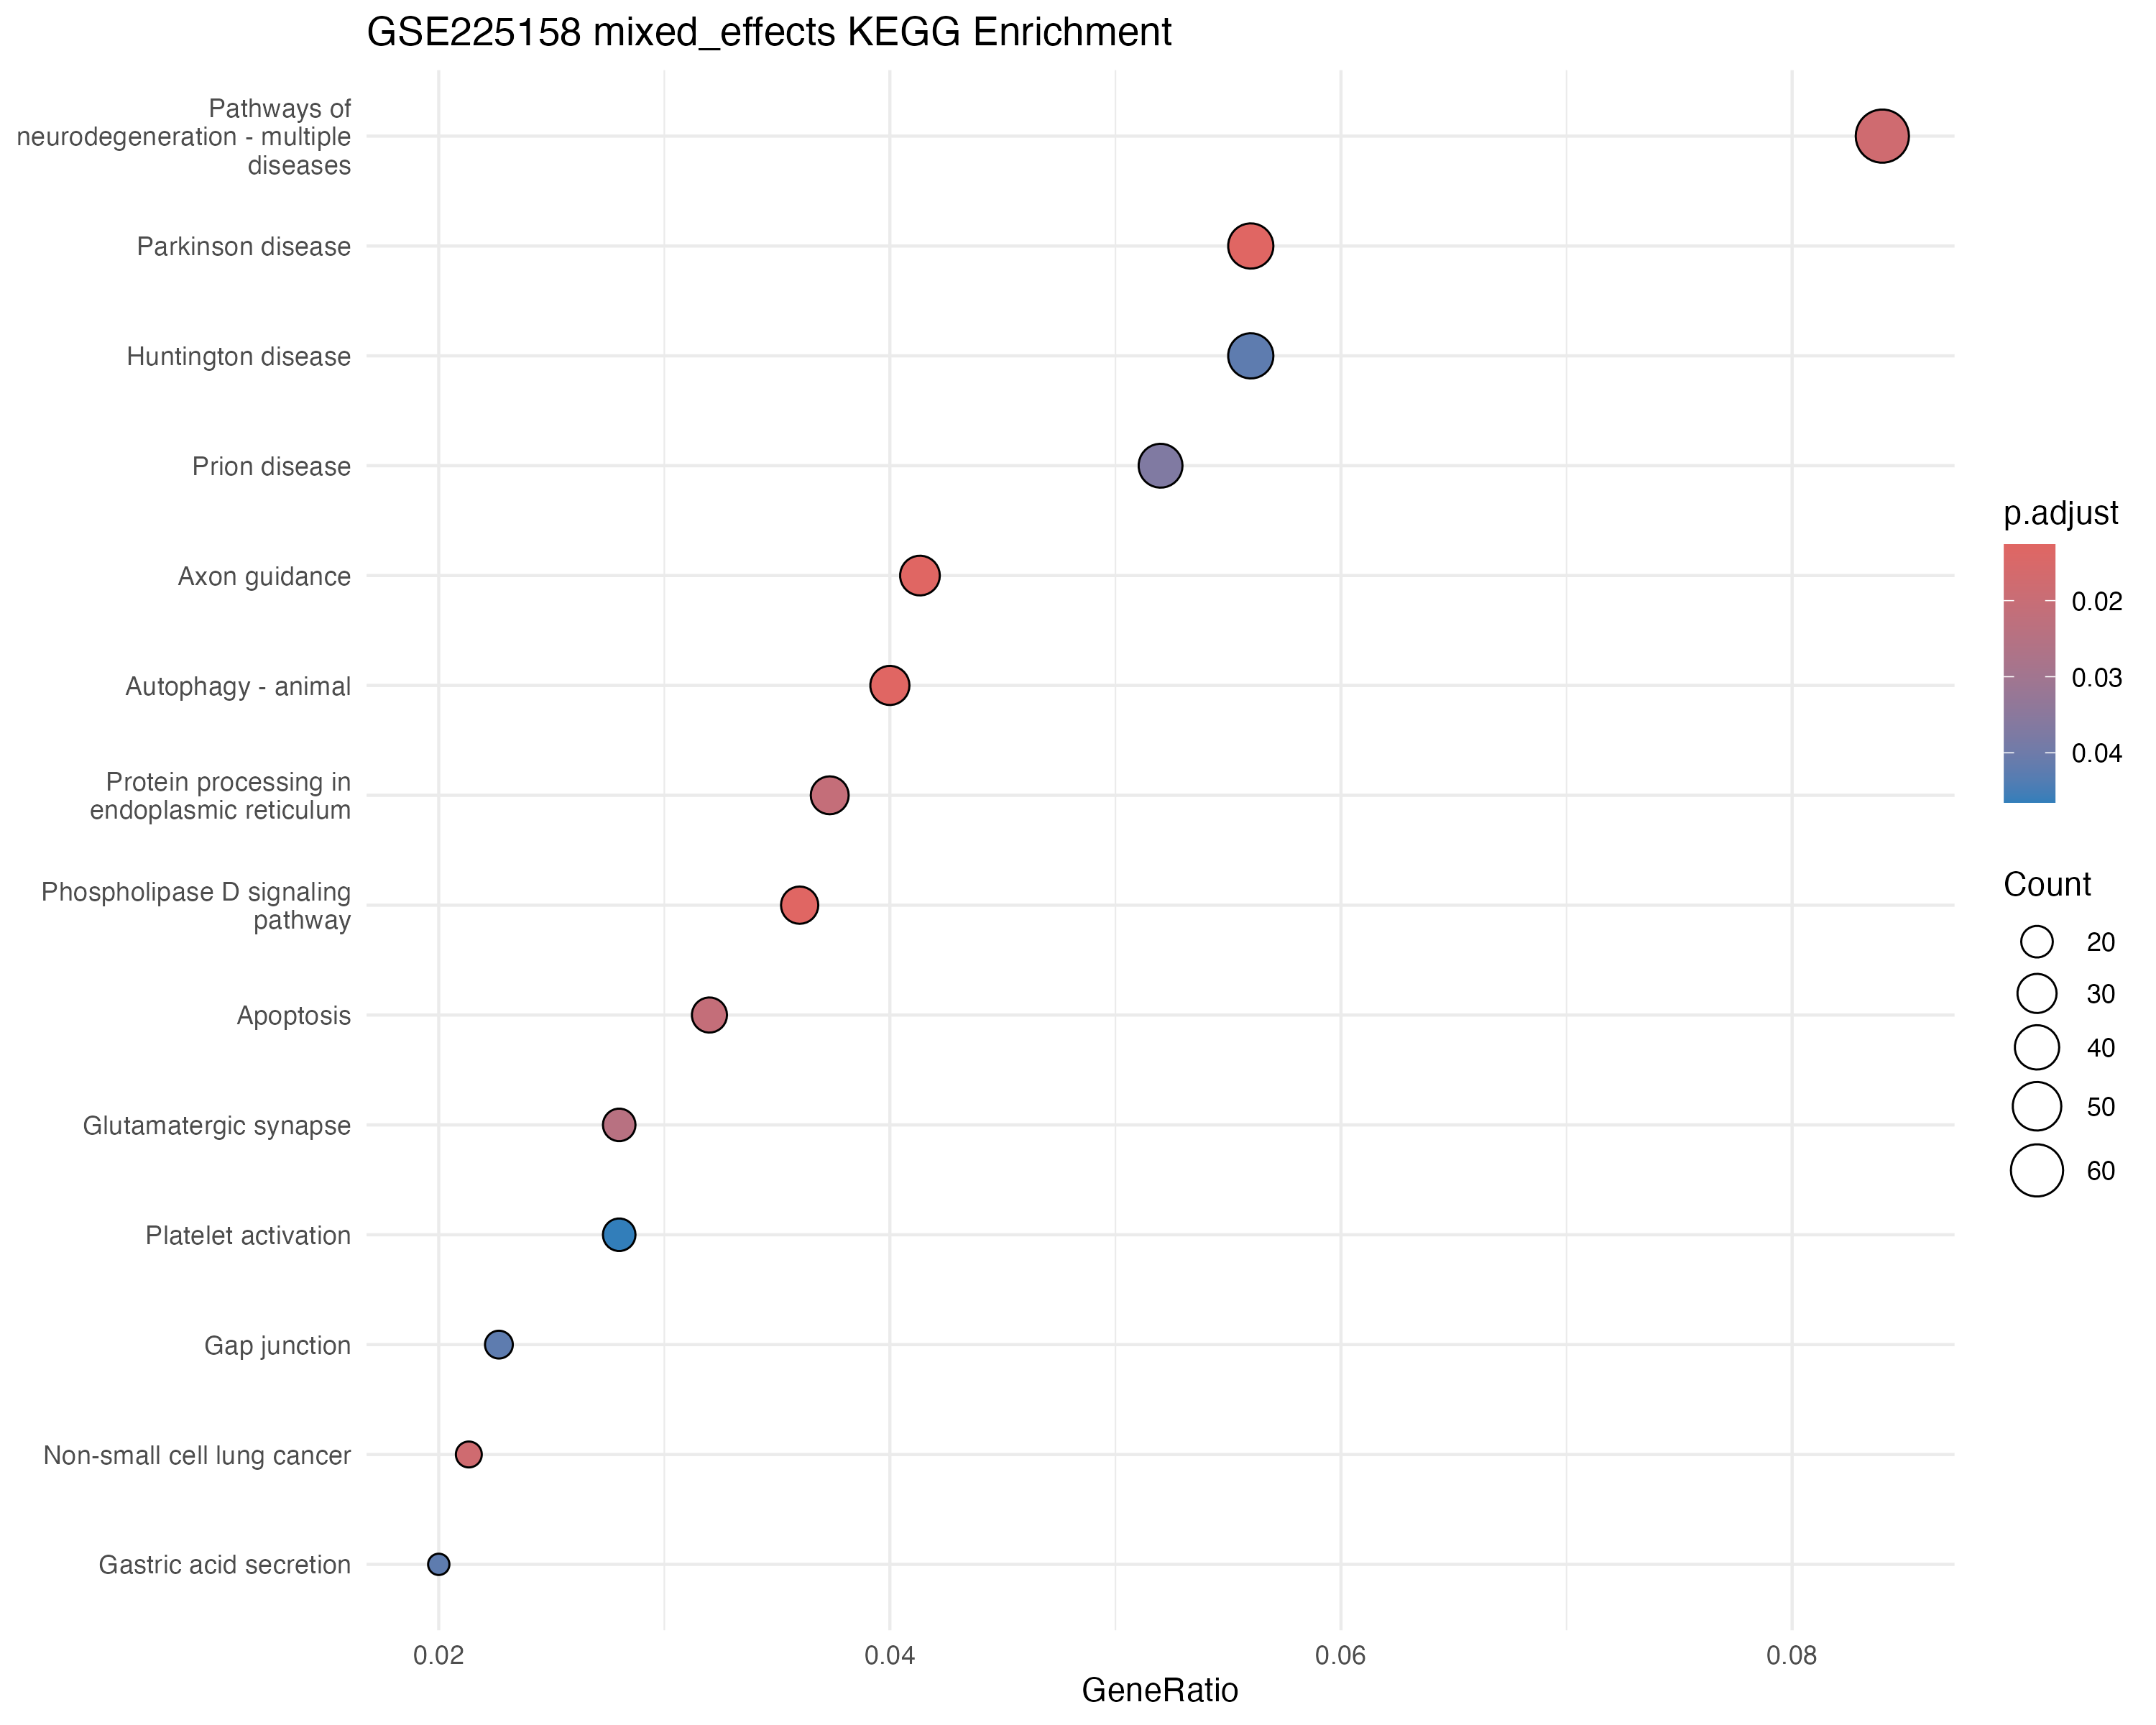 GSE225158 mixed_effects KEGG Enrichment
Pathways of
neurodegeneration - multiple
diseases
Parkinson disease
Huntington disease
Prion disease
Axon guidance
Autophagy - animal
Protein processing in
endoplasmic reticulum
Phospholipase D signaling
pathway
Apoptosis
Glutamatergic synapse
Platelet activation
Gap junction
Non-small cell lung cancer
Gastric acid secretion
0.02 0.04 0.06 0.08
GeneRatio
p.adjust
0.02
0.03
0.04
Count
20
30
40
50
60